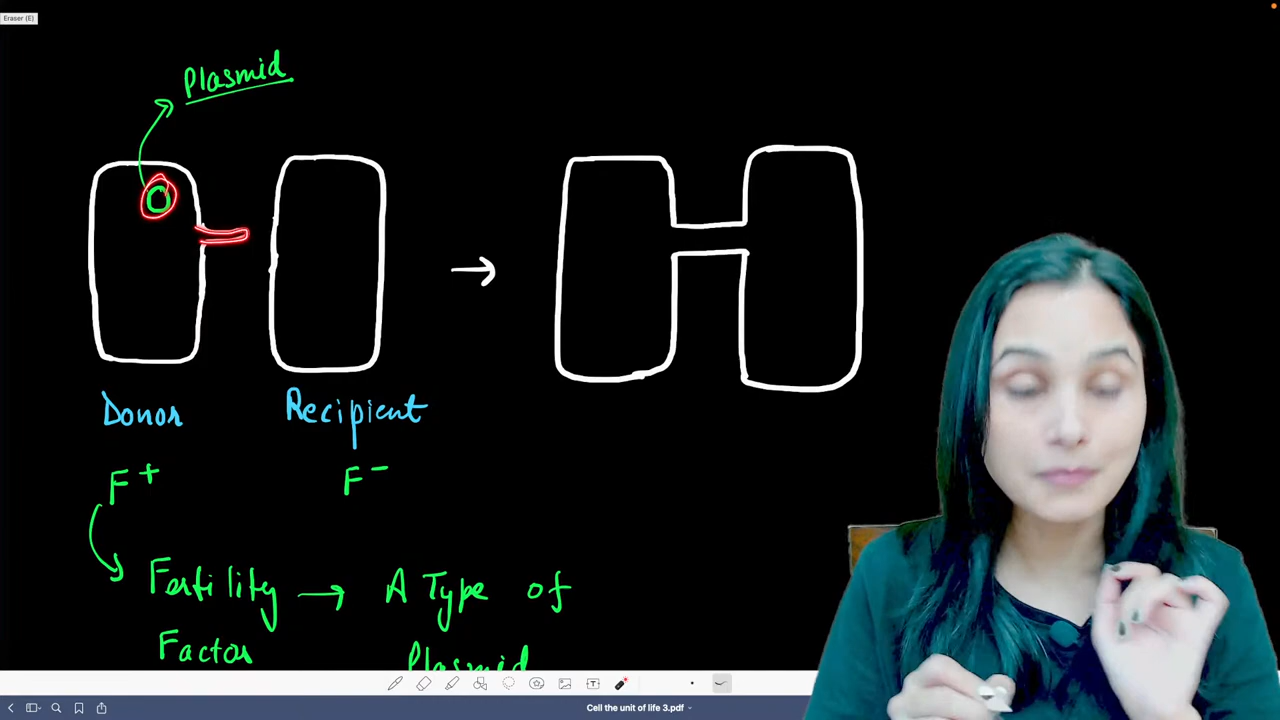 Eraser (E)
Plasmid
Donor
Recipient
F+
F-
Fertility → A Type of
Factor
Plasmid
Cell the unit of life 3.pdf